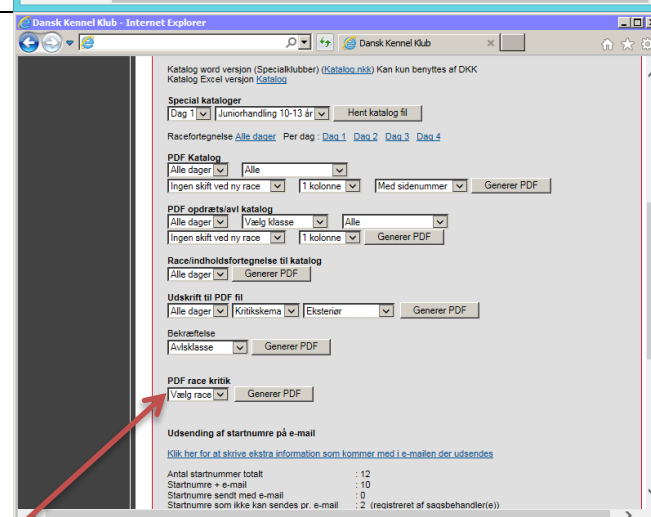 Dansk Kennel Klub - Internet Explorer
Dansk Kennel Klub
Katalog word versjon (Specialklubber) (Katalog.nkk) Kan kun benyttes af DKK
Katalog Excel versjon Katalog
Special kataloger
Dag 1 Juniorhandling 10-13 år Hent katalog fil
Racefortegnelse Alle dager Per dag : Dag 1 Dag 2 Dag 3 Dag 4
PDF Katalog
Alle dager Alle
Ingen skift ved ny race 1 kolonne Med sidenummer Generer PDF
PDF opdræts/avl katalog
Alle dager Vælg klasse Alle
Ingen skift ved ny race 1 kolonne Generer PDF
Race/indholdsfortegnelse til katalog
Alle dager Generer PDF
Udskrift til PDF fil
Alle dager Kritikskema Eksteriør Generer PDF
Bekræftelse
Avlsklasse Generer PDF
PDF race kritik
Vælg race Generer PDF
Udsending af startnumre på e-mail
Klik her for at skrive ekstra information som kommer med i e-mailen der udsendes
Antal startnummer totalt : 12
Startnumre + e-mail : 10
Startnumre sendt med e-mail : 0
Startnumre som ikke kan sendes pr. e-mail : 2 (registreret af sagsbehandler(e))